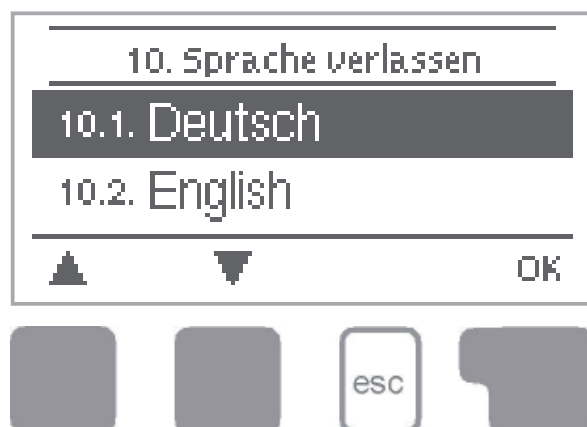 10. Sprache verlassen
10.1. Deutsch
10.2. English
OK
esc